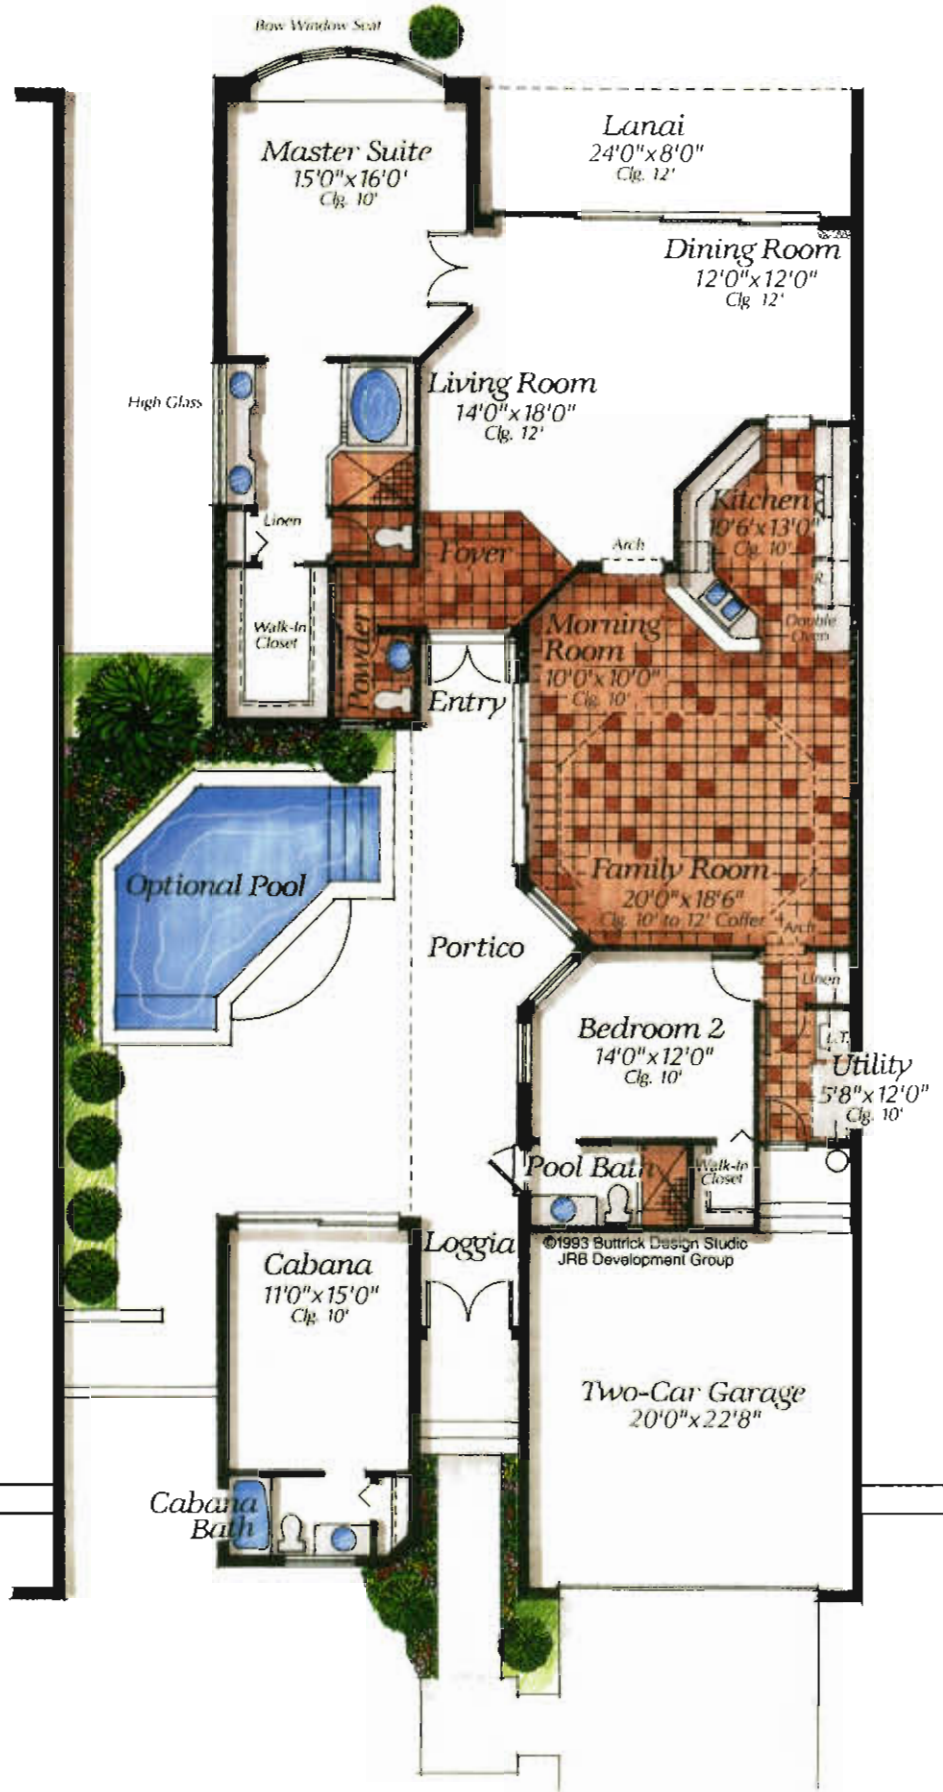 Bow Window Seat
Lanai
24'0"x8'0"
Clg. 12'
Master Suite
15'0"x16'0'
Clg. 10'
Dining Room
12'0"x12'0"
Clg 12'
High Glass
Living Room
14'0"x18'0"
Clg. 12'
Linen
Foyer
Arch
Kitchen
10'6'x13'0"
Clg. 10'
R.
Double
Oven
Walk-In
Closet
Powder
Morning
Room
10'0'x10'0"
Clg. 10'
Entry
Optional Pool
Family Room
20'0"x18'6"
Clg. 10' to 12' Coffer
Arch
Portico
Linen
Bedroom 2
14'0"x12'0"
Clg. 10'
L.T.
Utility
5'8"x12'0"
Clg. 10'
Pool Bath
Walk-In
Closet
Loggia
©1993 Buttrick Design Studio
JRB Development Group
Cabana
11'0"x15'0"
Clg. 10'
Two-Car Garage
20'0"x22'8"
Cabana
Bath